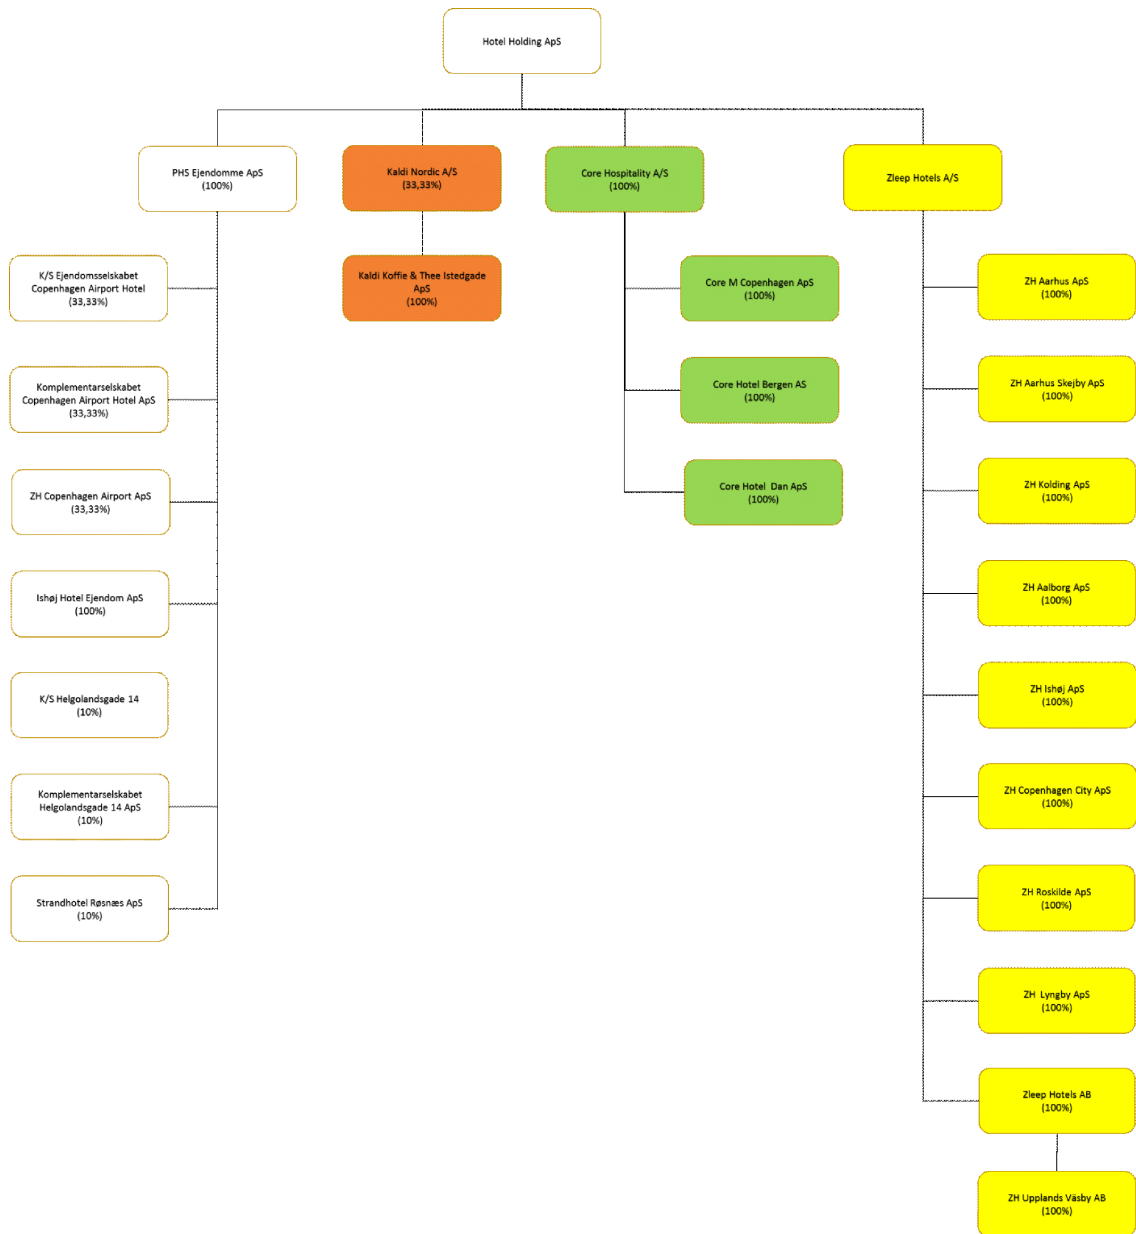 Hotel Holding ApS
PHS Ejendomme ApS
(100%)
Kaldi Nordic A/S
(33,33%)
Core Hospitality A/S
(100%)
Zleep Hotels A/S
K/S Ejendomsselskabet
Copenhagen Airport Hotel
(33,33%)
Komplementarselskabet
Copenhagen Airport Hotel ApS
(33,33%)
ZH Copenhagen Airport ApS
(33,33%)
Ishøj Hotel Ejendom ApS
(100%)
K/S Helgolandsgade 14
(10%)
Komplementarselskabet
Helgolandsgade 14 ApS
(10%)
Strandhotel Røsnæs ApS
(10%)
Kaldi Koffie & Thee Istedgade
ApS
(100%)
Core M Copenhagen ApS
(100%)
Core Hotel Bergen AS
(100%)
Core Hotel Dan ApS
(100%)
ZH Aarhus ApS
(100%)
ZH Aarhus Skejby ApS
(100%)
ZH Kolding ApS
(100%)
ZH Aalborg ApS
(100%)
ZH Ishøj ApS
(100%)
ZH Copenhagen City ApS
(100%)
ZH Roskilde ApS
(100%)
ZH Lyngby ApS
(100%)
Zleep Hotels AB
(100%)
ZH Upplands Väsby AB
(100%)